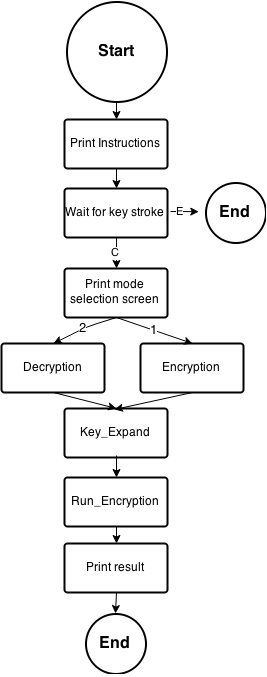 Start
Print Instructions
Wait for key stroke
E
End
C
Print mode
selection screen
2
1
Decryption
Encryption
Key_Expand
Run_Encryption
Print result
End